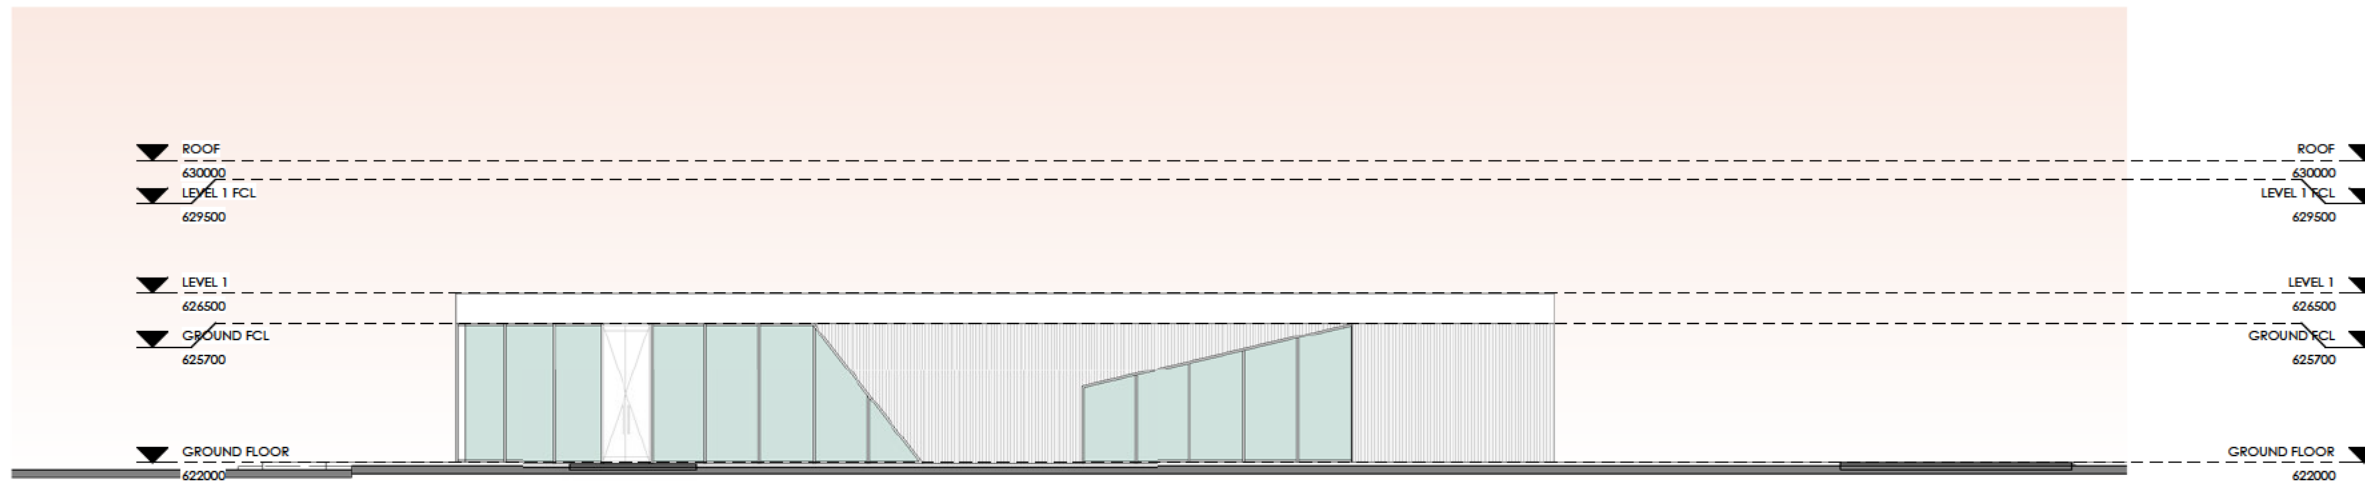 ROOF
630000
LEVEL 1 FCL
629500
LEVEL 1
626500
GROUND FCL
625700
GROUND FLOOR
622000
ROOF
630000
LEVEL 1 FCL
629500
LEVEL 1
626500
GROUND FCL
625700
GROUND FLOOR
622000